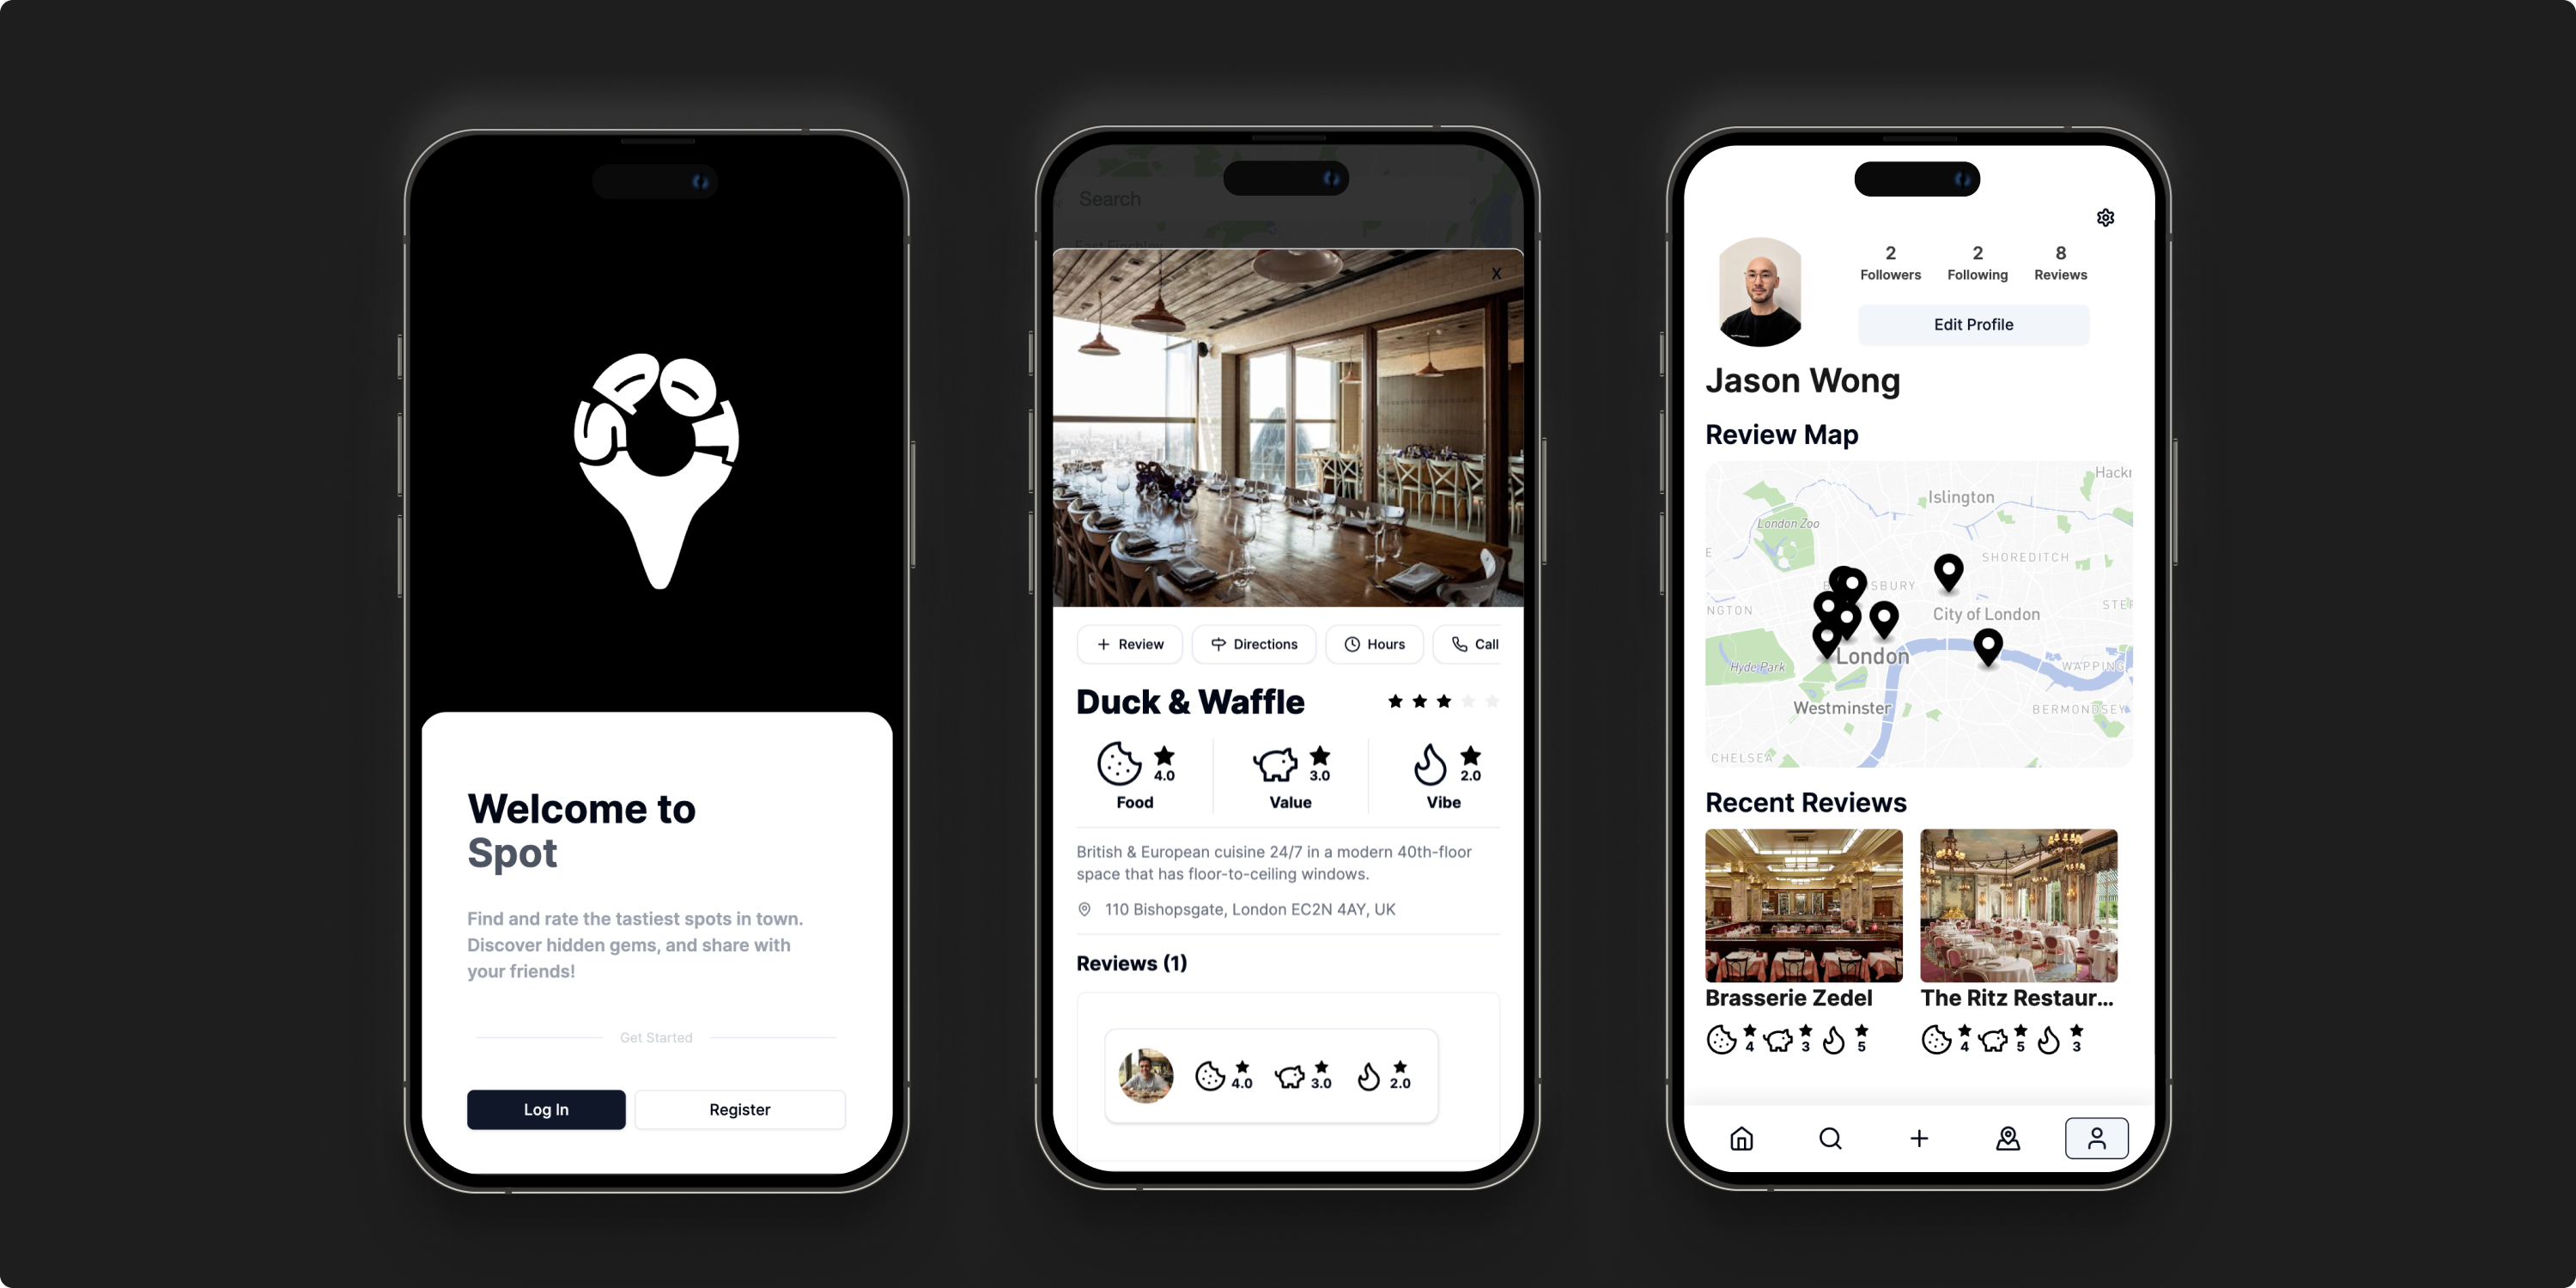 SPOT
Welcome to
Spot
Find and rate the tastiest spots in town.
Discover hidden gems, and share with
your friends!
Get Started
Log In
Register
Search
East Finchley
X
Review
Directions
Hours
Call
Duck & Waffle
4.0
3.0
2.0
Food
Value
Vibe
British & European cuisine 24/7 in a modern 40th-floor
space that has floor-to-ceiling windows.
110 Bishopsgate, London EC2N 4AY, UK
Reviews (1)
4.0
3.0
2.0
2
Followers
2
Following
8
Reviews
Edit Profile
Jason Wong
Review Map
Hackr
Islington
London Zoo
E
SHOREDITCH
SBURY
NGTON
City of London
STEP
London
Hyde Park
WAPPING
Westminster
BERMONDSEY
CHELSEA
Recent Reviews
Brasserie Zedel
4
3
5
The Ritz Restaur...
4
5
3